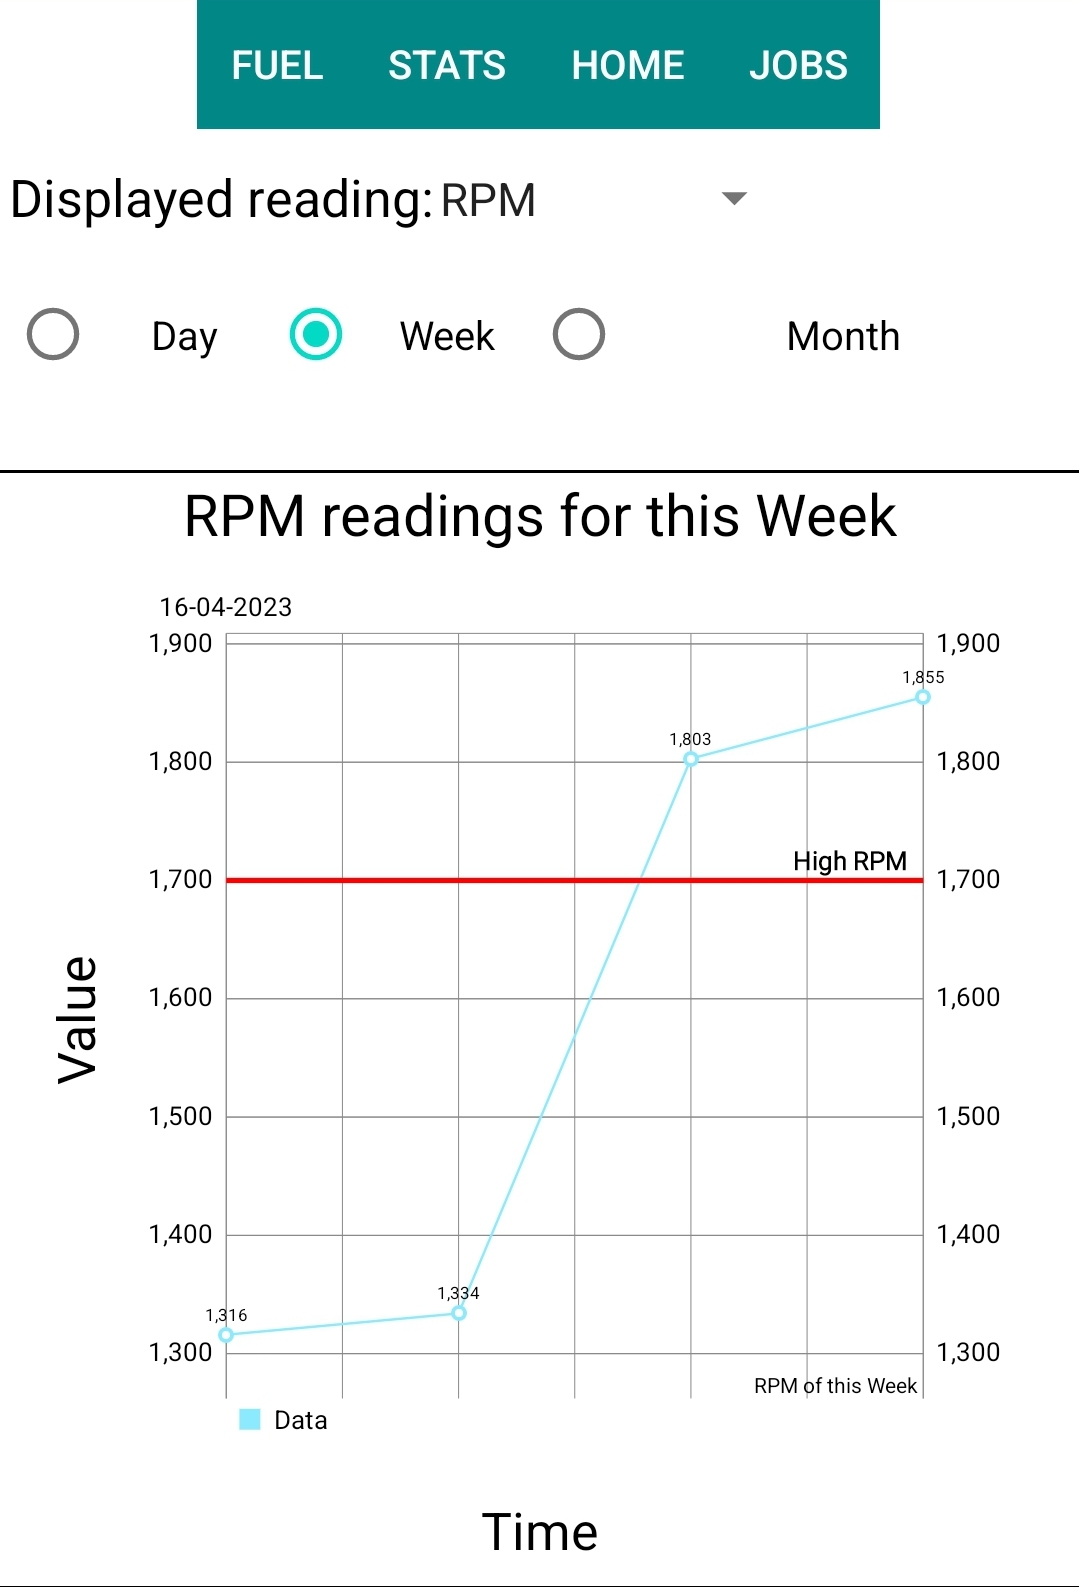 FUEL STATS HOME JOBS
Displayed reading: RPM
Day Week Month
RPM readings for this Week
16-04-2023
1,900 1,900
1,855
1,803
1,800 1,800
High RPM
1,700 1,700
Value
1,600 1,600
1,500 1,500
1,400 1,400
1,334
1,316
1,300 1,300
RPM of this Week
Data
Time